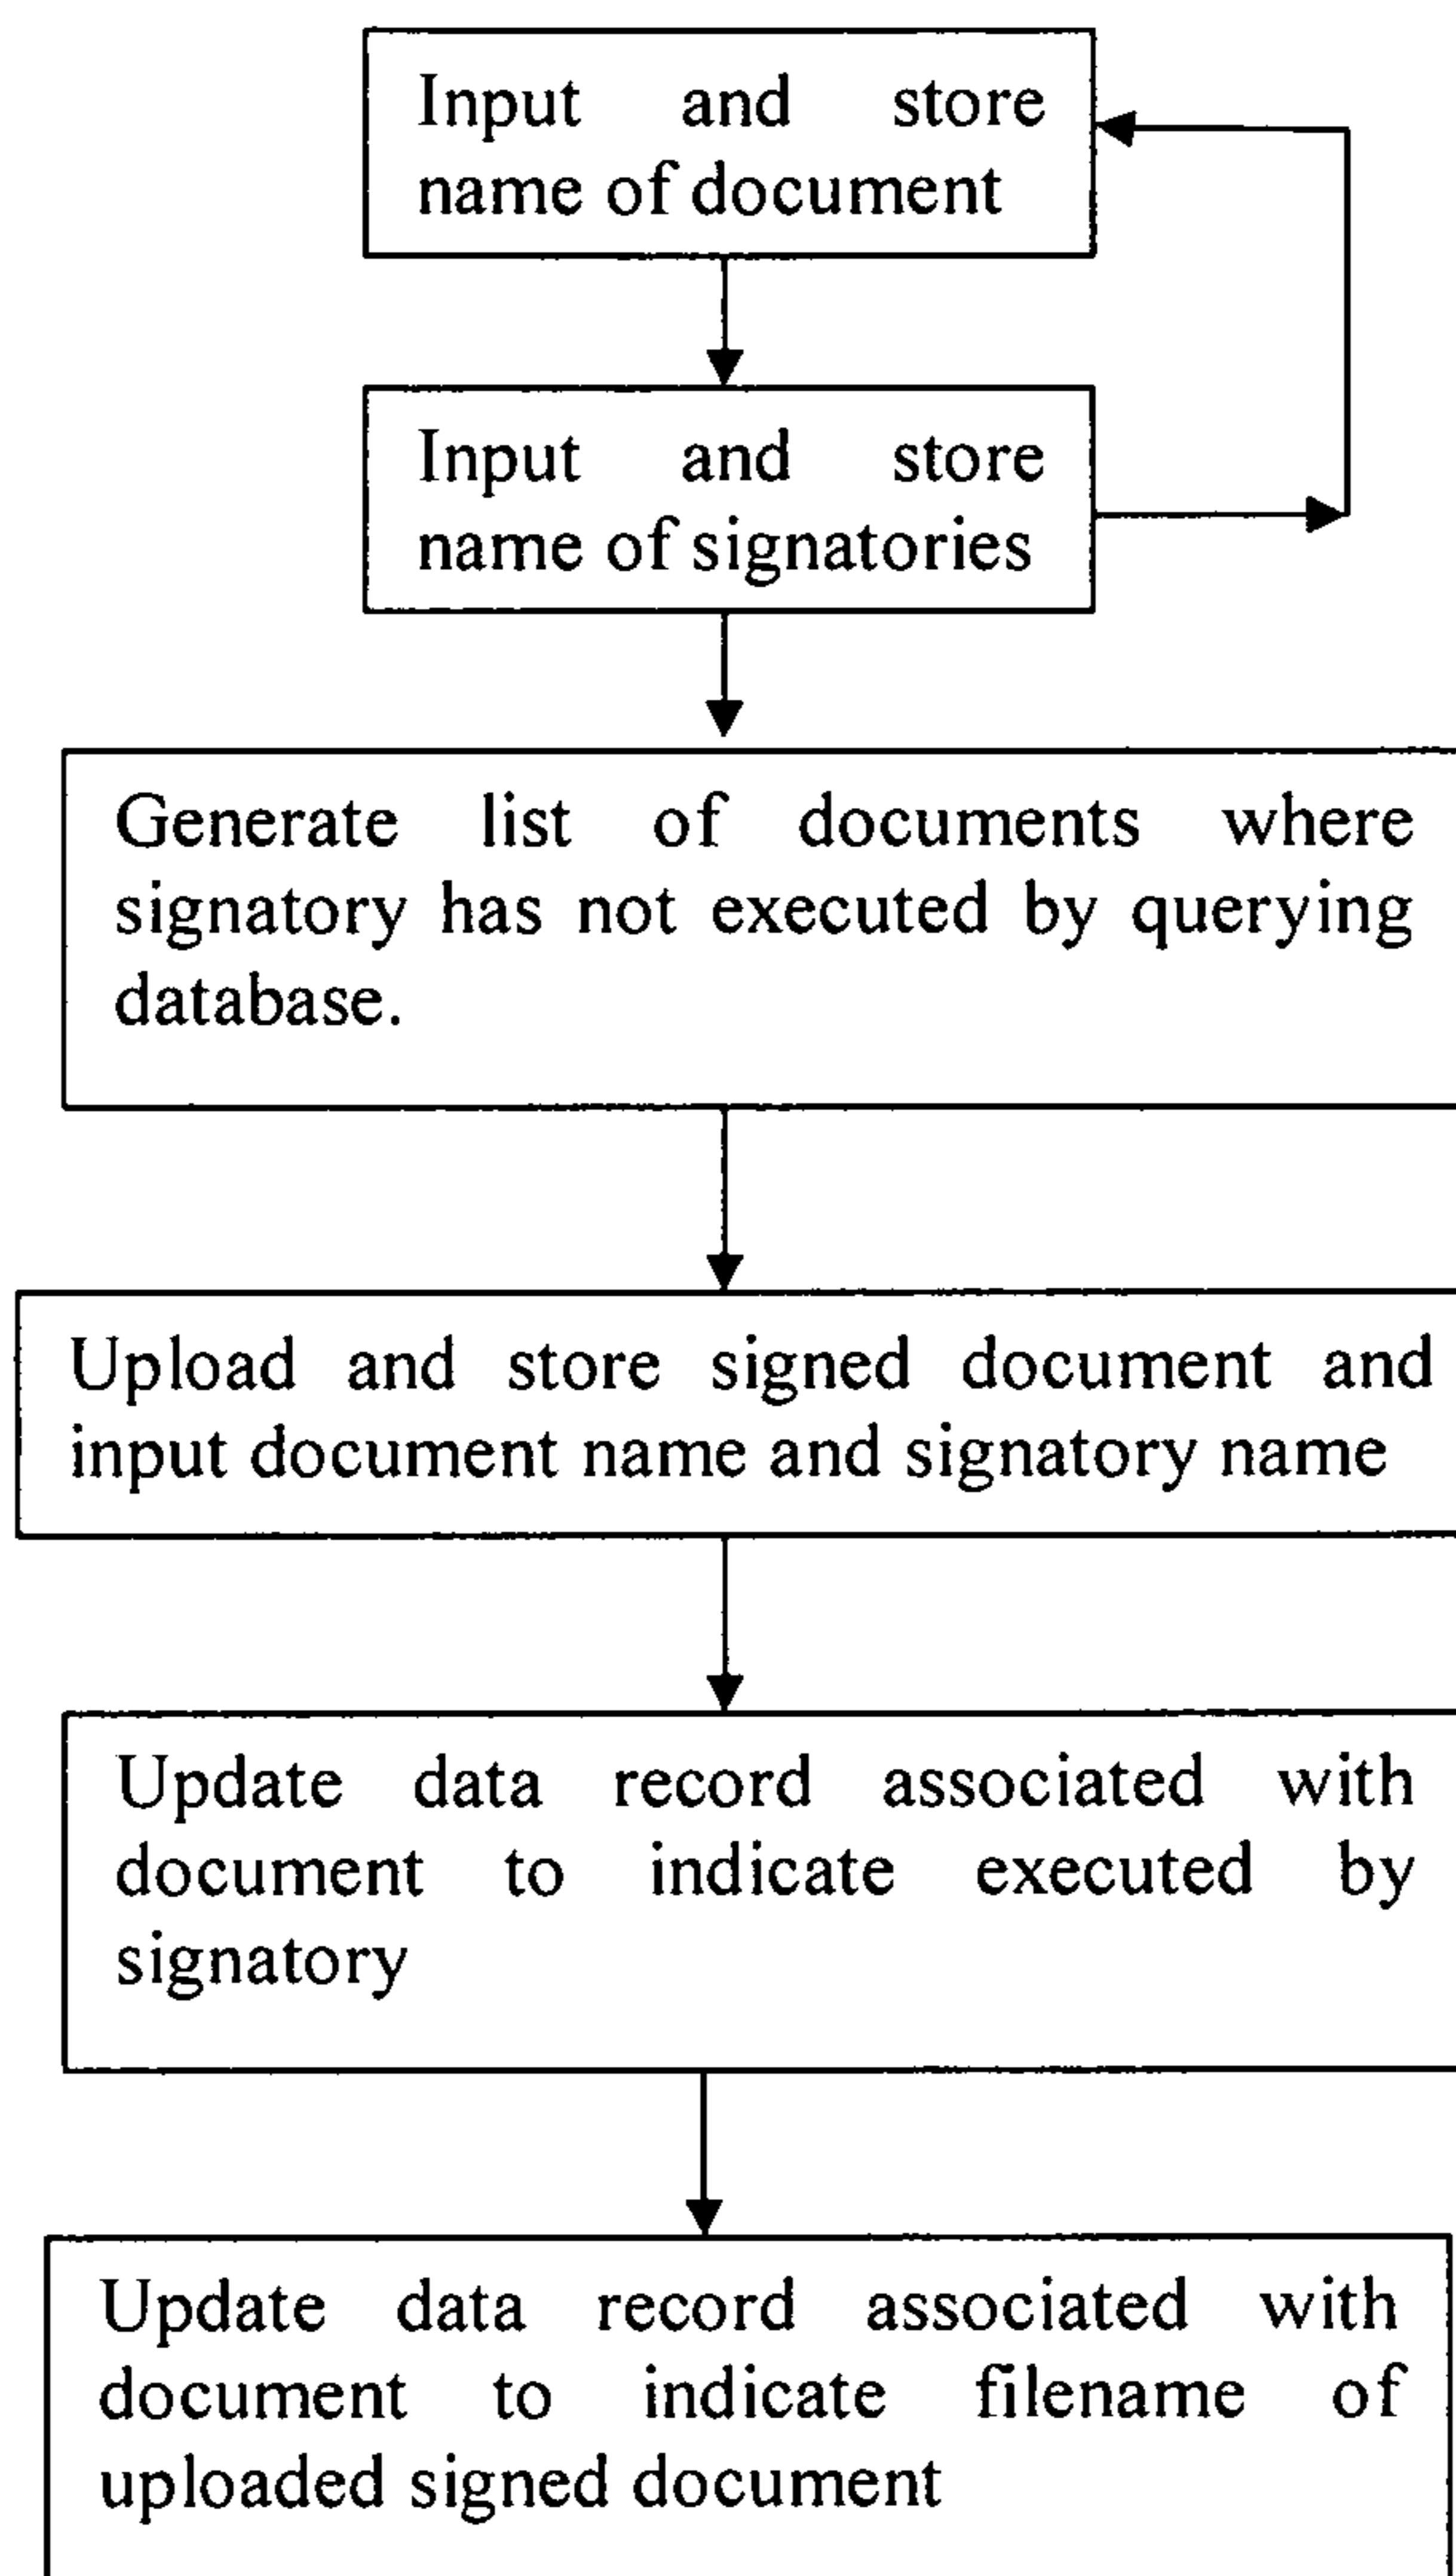 Input and store
name of document
Input and store
name of signatories
Generate list of documents where
signatory has not executed by querying
database.
Upload and store signed document and
input document name and signatory name
Update data record associated with
document to indicate executed by
signatory
Update data record associated with
document to indicate filename of
uploaded signed document